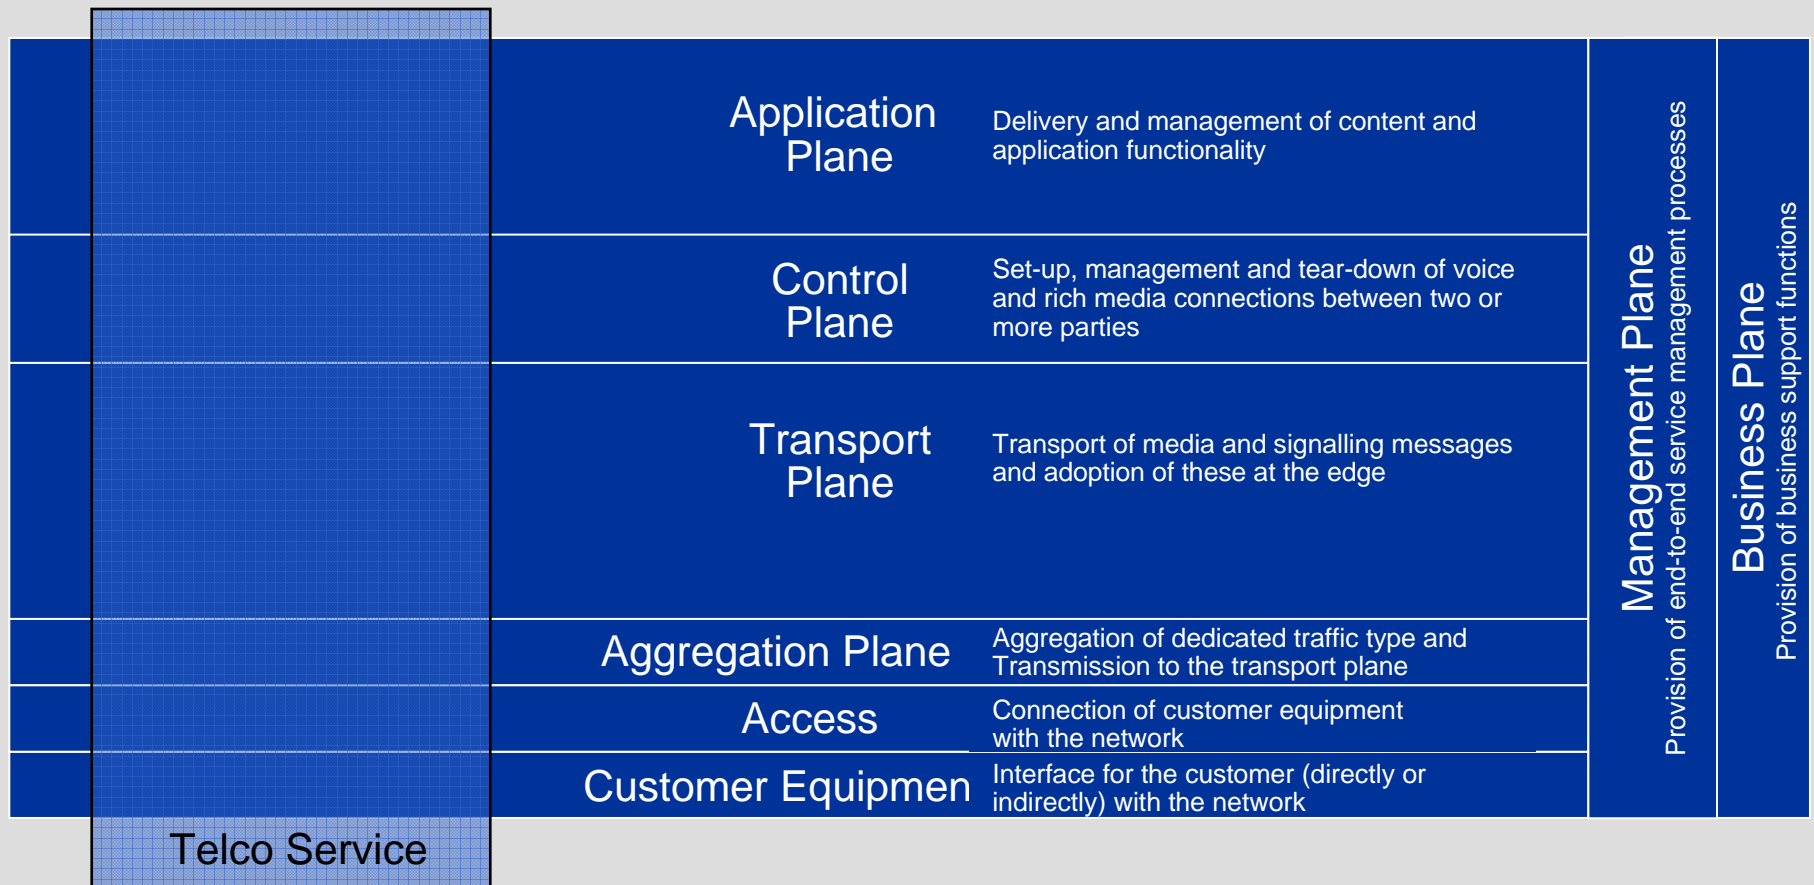 Application
Plane
Delivery and management of content and
application functionality
Control
Plane
Set-up, management and tear-down of voice
and rich media connections between two or
more parties
Transport
Plane
Transport of media and signalling messages
and adoption of these at the edge
Aggregation Plane
Aggregation of dedicated traffic type and
Transmission to the transport plane
Access
Connection of customer equipment
with the network
Customer Equipmen
Interface for the customer (directly or
indirectly) with the network
Telco Service
Management Plane
Provision of end-to-end service management processes
Business Plane
Provision of business support functions